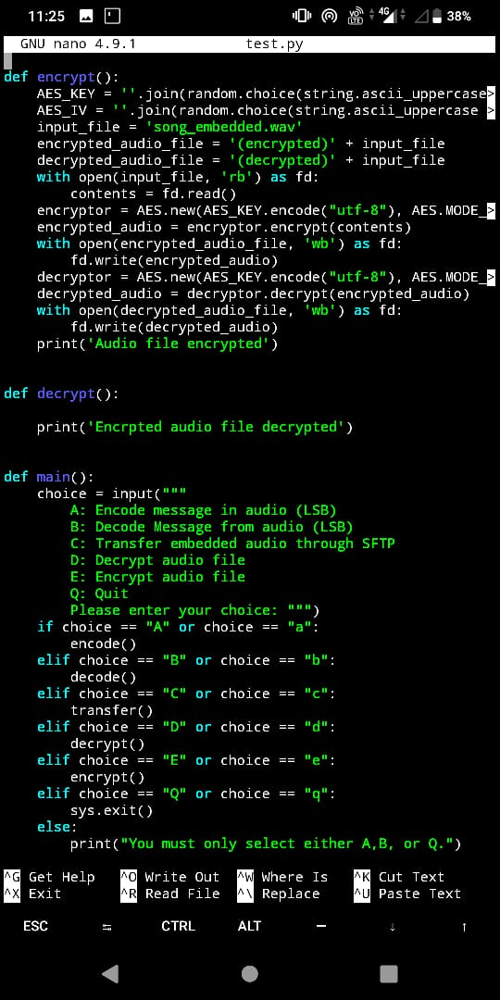 11:25 4G VO LTE 38%
GNU nano 4.9.1 test.py
def encrypt():
    AES_KEY = ''.join(random.choice(string.ascii_uppercase>
    AES_IV = ''.join(random.choice(string.ascii_uppercase >
    input_file = 'song_embedded.wav'
    encrypted_audio_file = '(encrypted)' + input_file
    decrypted_audio_file = '(decrypted)' + input_file
    with open(input_file, 'rb') as fd:
        contents = fd.read()
    encryptor = AES.new(AES_KEY.encode("utf-8"), AES.MODE_>
    encrypted_audio = encryptor.encrypt(contents)
    with open(encrypted_audio_file, 'wb') as fd:
        fd.write(encrypted_audio)
    decryptor = AES.new(AES_KEY.encode("utf-8"), AES.MODE_>
    decrypted_audio = decryptor.decrypt(encrypted_audio)
    with open(decrypted_audio_file, 'wb') as fd:
        fd.write(decrypted_audio)
    print('Audio file encrypted')
def decrypt():
    print('Encrpted audio file decrypted')
def main():
    choice = input("""
        A: Encode message in audio (LSB)
        B: Decode Message from audio (LSB)
        C: Transfer embedded audio through SFTP
        D: Decrypt audio file
        E: Encrypt audio file
        Q: Quit
        Please enter your choice: """)
    if choice == "A" or choice == "a":
        encode()
    elif choice == "B" or choice == "b":
        decode()
    elif choice == "C" or choice == "c":
        transfer()
    elif choice == "D" or choice == "d":
        decrypt()
    elif choice == "E" or choice == "e":
        encrypt()
    elif choice == "Q" or choice == "q":
        sys.exit()
    else:
        print("You must only select either A,B, or Q.")
^G Get Help ^O Write Out ^W Where Is ^K Cut Text
^X Exit ^R Read File ^\ Replace ^U Paste Text
ESC ⇆ CTRL ALT — ↓ ↑